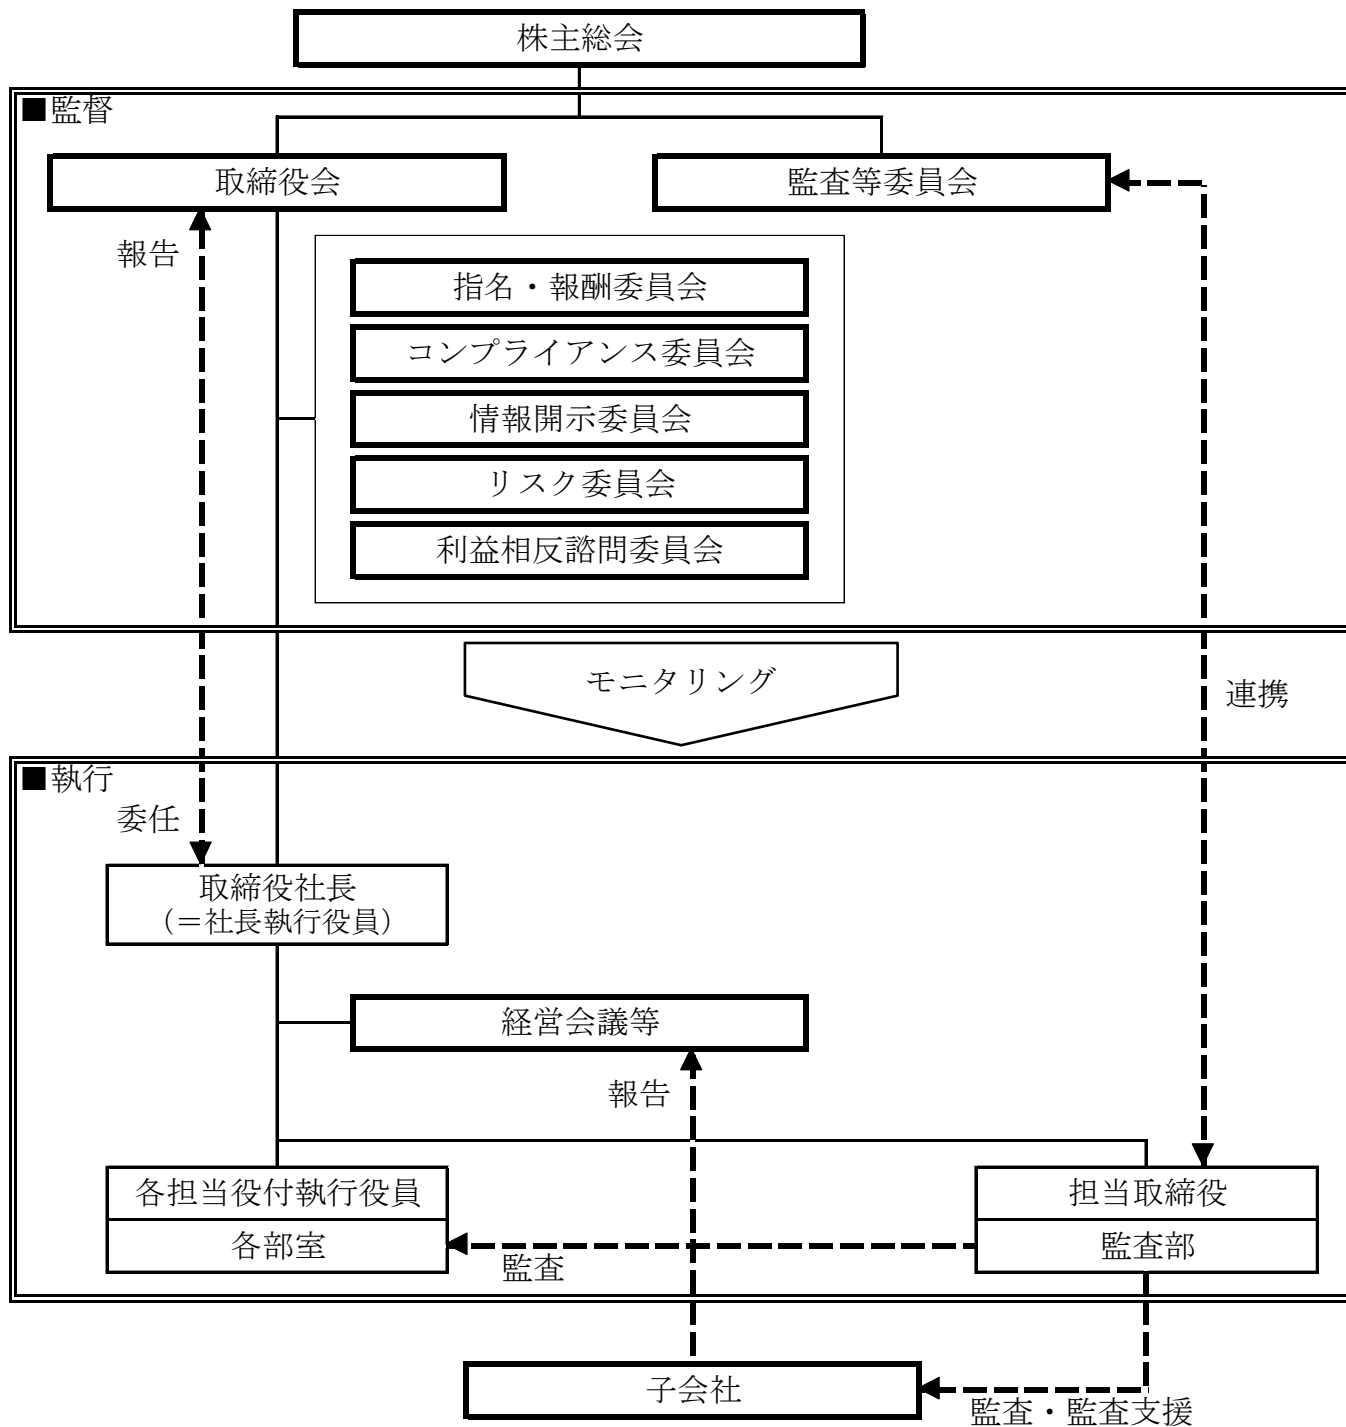 株主総会
■監督
取締役会
監査等委員会
報告
指名・報酬委員会
コンプライアンス委員会
情報開示委員会
リスク委員会
利益相反諮問委員会
モニタリング
連携
■執行
委任
取締役社長
（＝社長執行役員）
経営会議等
報告
各担当役付執行役員
各部室
担当取締役
監査部
監査
子会社
監査・監査支援